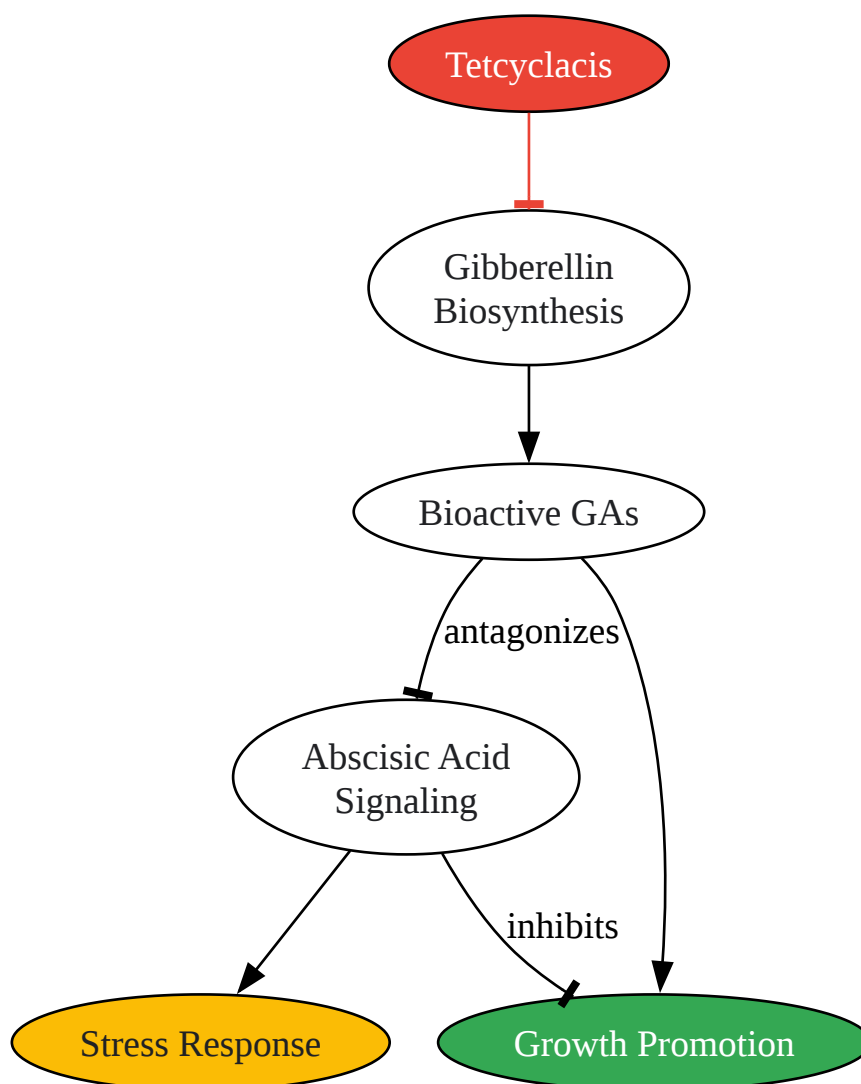 Tetcyclacis
Gibberellin
Biosynthesis
Bioactive GAs
antagonizes
Abscisic Acid
Signaling
inhibits
Stress Response
Growth Promotion